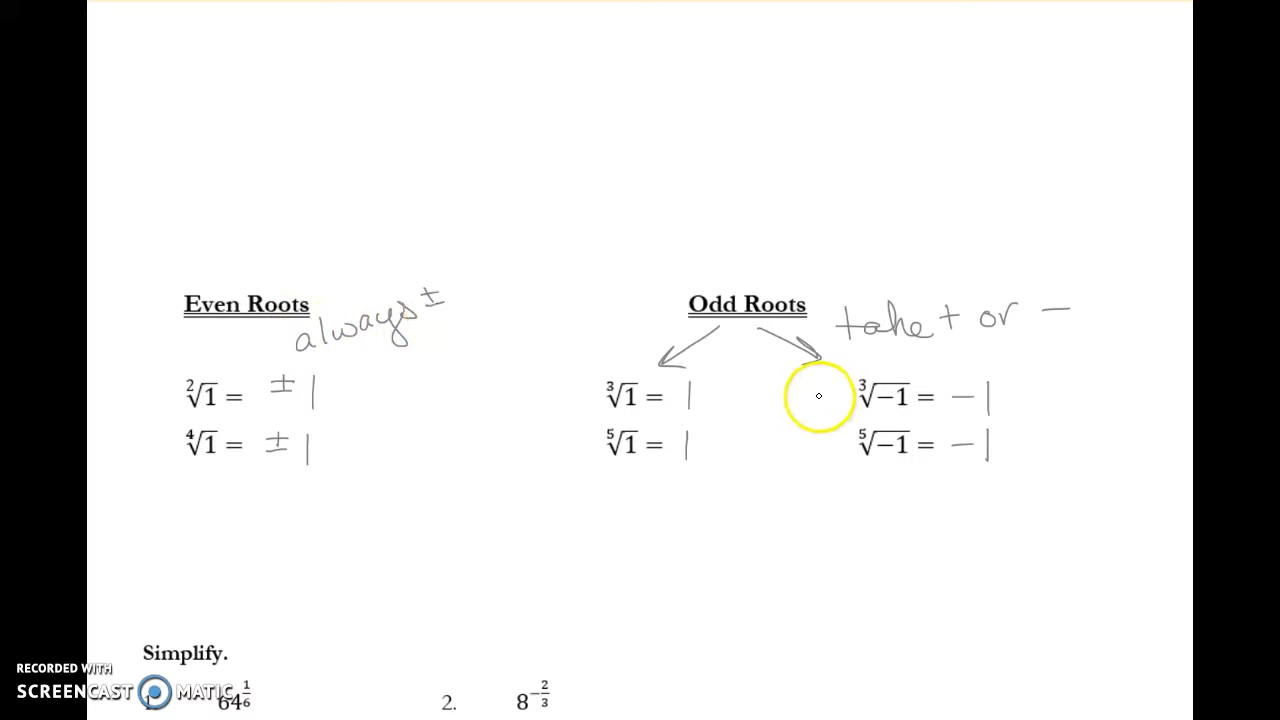 Even Roots always ±
Odd Roots take + or −
²√1 = ± 1
³√1 = 1
³√−1 = − 1
⁴√1 = ± 1
⁵√1 = 1
⁵√−1 = − 1
Simplify.
RECORDED WITH
SCREENCAST MATIC
1. 64^(1/6)
2. 8^(−2/3)